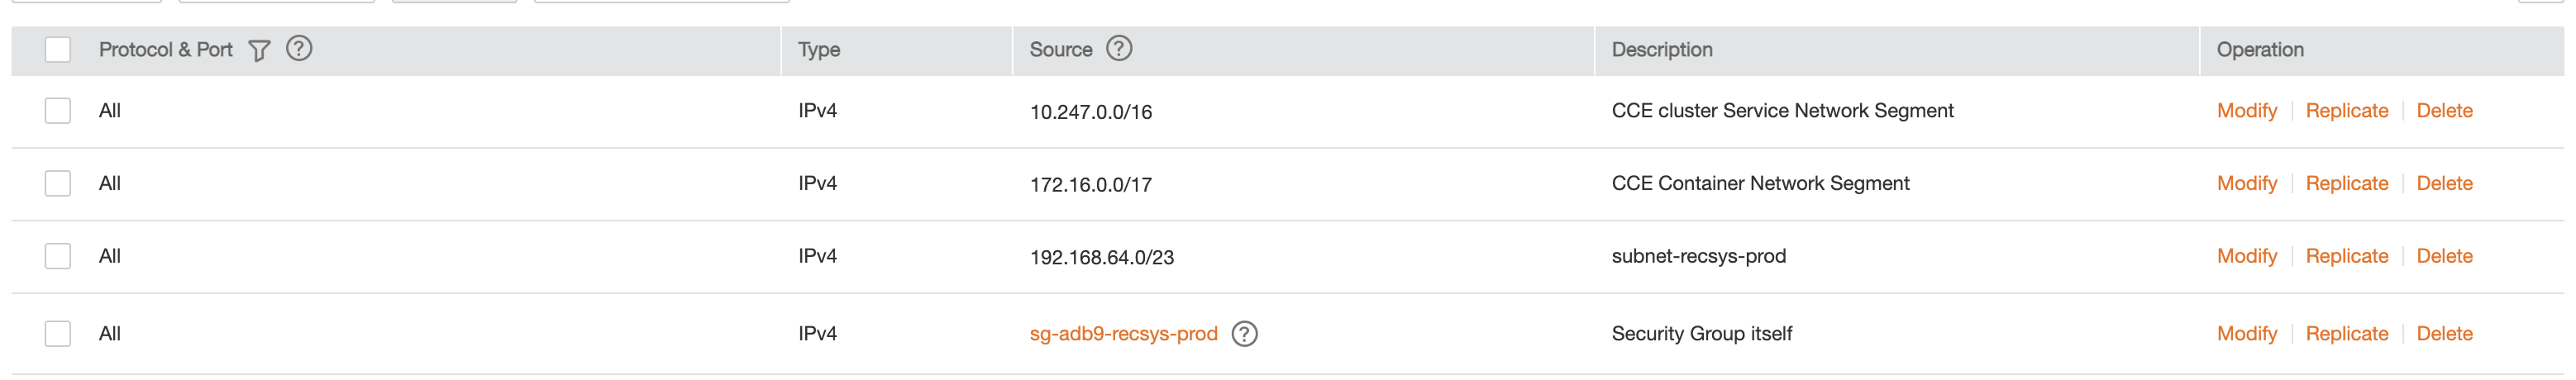 Protocol & Port Type Source Description Operation
All IPv4 10.247.0.0/16 CCE cluster Service Network Segment Modify Replicate Delete
All IPv4 172.16.0.0/17 CCE Container Network Segment Modify Replicate Delete
All IPv4 192.168.64.0/23 subnet-recsys-prod Modify Replicate Delete
All IPv4 sg-adb9-recsys-prod Security Group itself Modify Replicate Delete